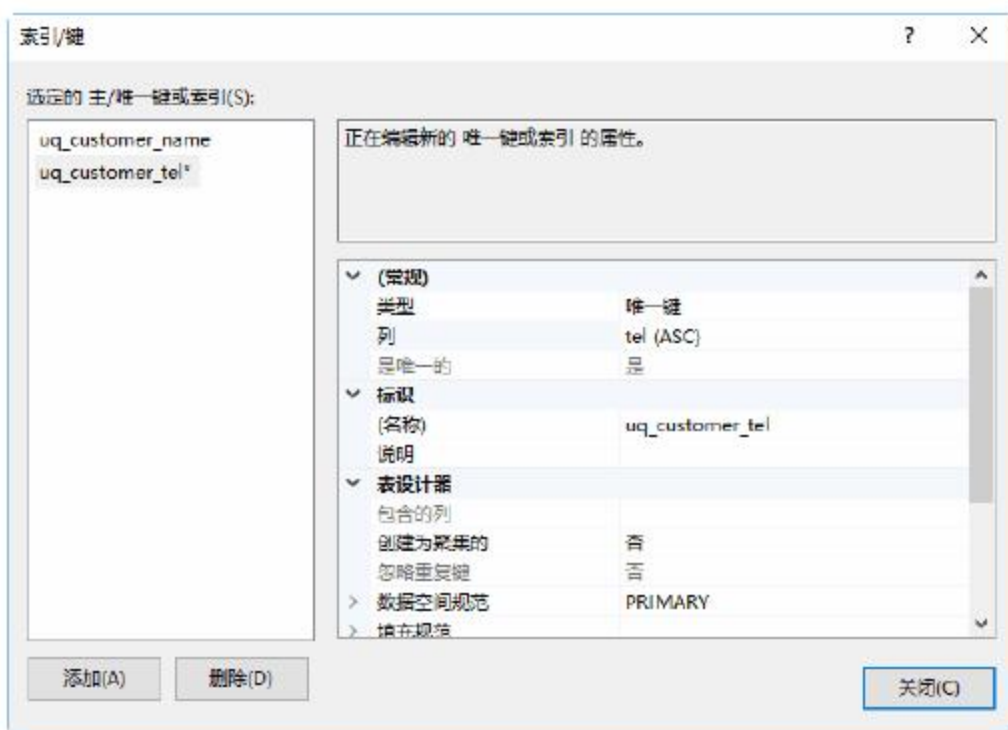 索引/键
?
选定的 主/唯一键或索引(S):
uq_customer_name
uq_customer_tel*
正在编辑新的 唯一键或索引 的属性。
(常规)
类型 唯一键
列 tel (ASC)
是唯一的 是
标识
(名称) uq_customer_tel
说明
表设计器
包含的列
创建为聚集的 否
忽略重复键 否
数据空间规范 PRIMARY
填充规范
添加(A) 删除(D)
关闭(C)